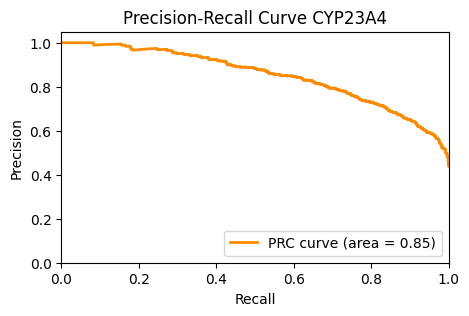 Precision-Recall Curve CYP23A4
1.0
0.8
0.6
0.4
0.2
0.0
Precision
PRC curve (area = 0.85)
0.0 0.2 0.4 0.6 0.8 1.0
Recall